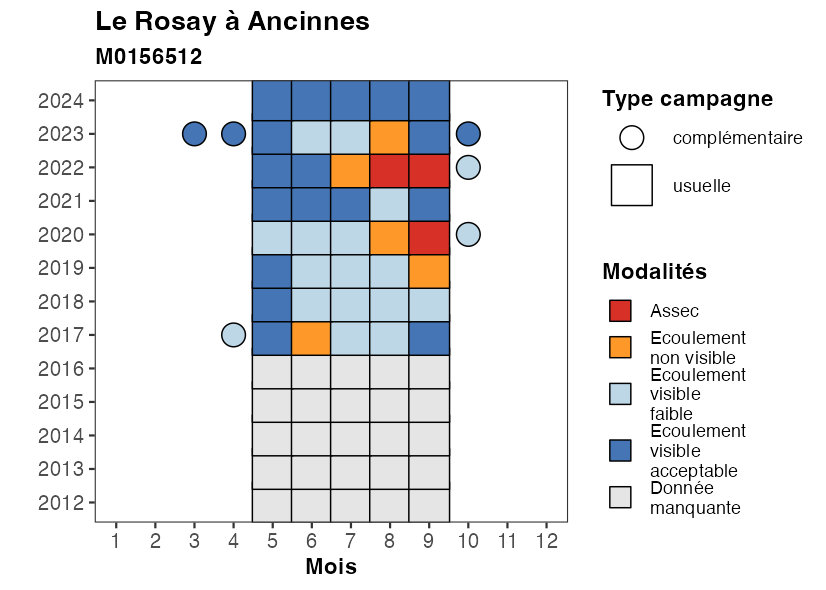 Le Rosay à Ancinnes
M0156512
2024
2023
2022
2021
2020
2019
2018
2017
2016
2015
2014
2013
2012
1 2 3 4 5 6 7 8 9 10 11 12
Mois
Type campagne
complémentaire
usuelle
Modalités
Assec
Ecoulement
non visible
Ecoulement
visible
faible
Ecoulement
visible
acceptable
Donnée
manquante